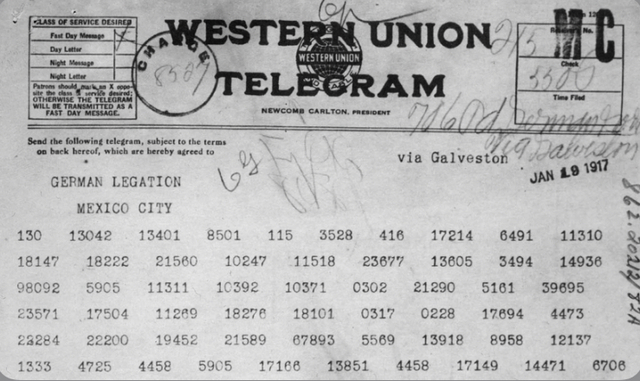 CLASS OF SERVICE DESIRED
Fast Day Message
Day Letter
Night Message
Night Letter
Patrons should mark an X oppo-
site the class of service desired;
OTHERWISE THE TELEGRAM
WILL BE TRANSMITTED AS A
FAST DAY MESSAGE.
CHARGE
WESTERN UNION
WESTERN UNION
TELEGRAM
NEWCOMB CARLTON, PRESIDENT
MC
Check
Time Filed
Send the following telegram, subject to the terms
on back hereof, which are hereby agreed to
via Galveston
JAN 19 1917
GERMAN LEGATION
MEXICO CITY
130 13042 13401 8501 115 3528 416 17214 6491 11310
18147 18222 21560 10247 11518 23677 13605 3494 14936
98092 5905 11311 10392 10371 0302 21290 5161 39695
23571 17504 11269 18276 18101 0317 0228 17694 4473
22284 22200 19452 21589 67893 5569 13918 8958 12137
1333 4725 4458 5905 17166 13851 4458 17149 14471 6706